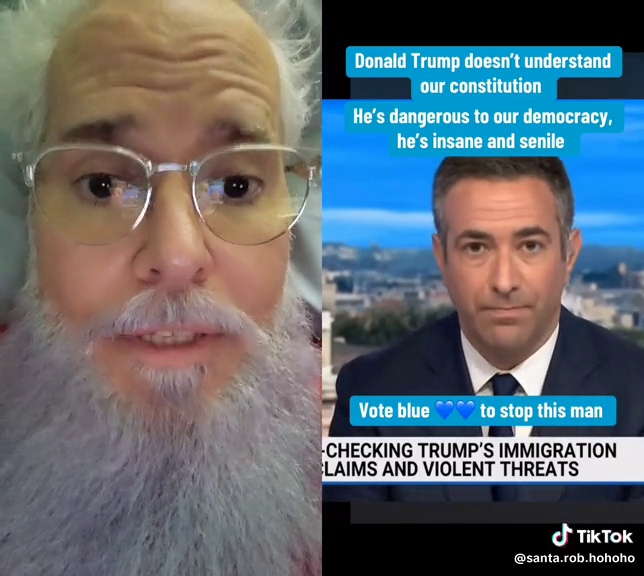 Donald Trump doesn’t understand
our constitution
He’s dangerous to our democracy,
he’s insane and senile
Vote blue 💙💙 to stop this man
-CHECKING TRUMP'S IMMIGRATION
CLAIMS AND VIOLENT THREATS
TikTok
@santa.rob.hohoho